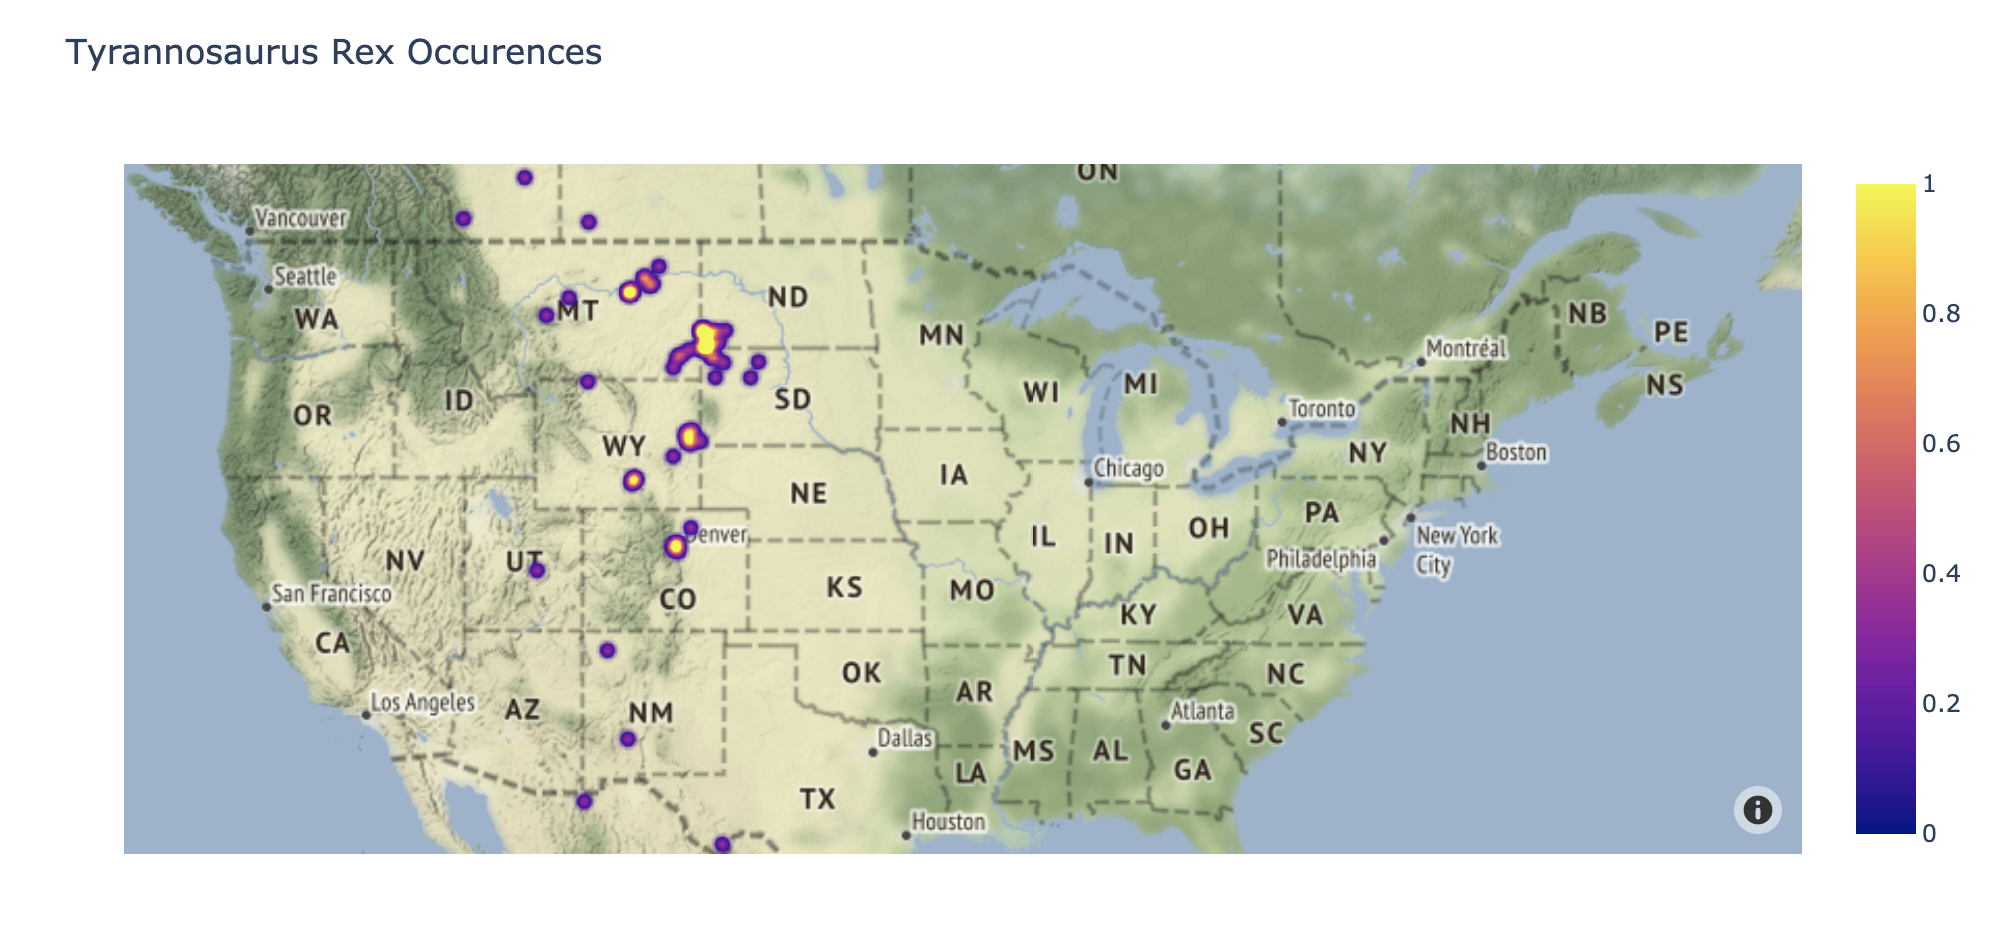 Tyrannosaurus Rex Occurences
ON
1
Vancouver
Seattle
WA
MT
ND
MN
NB
PE
0.8
Montréal
OR
ID
SD
WI
MI
NS
Toronto
NH
0.6
WY
NY
Boston
Chicago
IA
NE
PA
Denver
IL
IN
OH
New York
City
Philadelphia
NV
UT
0.4
San Francisco
CO
KS
MO
KY
VA
CA
OK
TN
NC
AR
Los Angeles
AZ
NM
Atlanta
SC
0.2
Dallas
MS
AL
GA
LA
TX
Houston
i
0